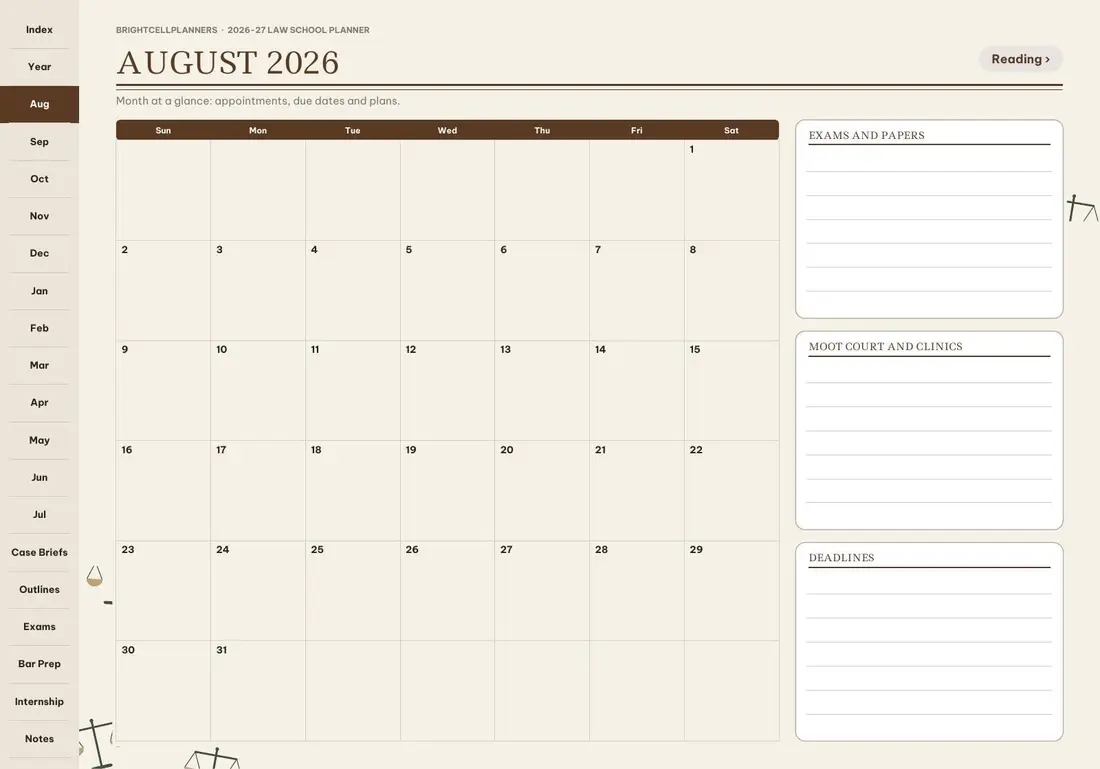 Index
Year
Aug
Sep
Oct
Nov
Dec
Jan
Feb
Mar
Apr
May
Jun
Jul
Case Briefs
Outlines
Exams
Bar Prep
Internship
Notes
BRIGHTCELLPLANNERS · 2026-27 LAW SCHOOL PLANNER
AUGUST 2026
Reading ›
Month at a glance: appointments, due dates and plans.
Sun Mon Tue Wed Thu Fri Sat
1
2 3 4 5 6 7 8
9 10 11 12 13 14 15
16 17 18 19 20 21 22
23 24 25 26 27 28 29
30 31
EXAMS AND PAPERS
MOOT COURT AND CLINICS
DEADLINES